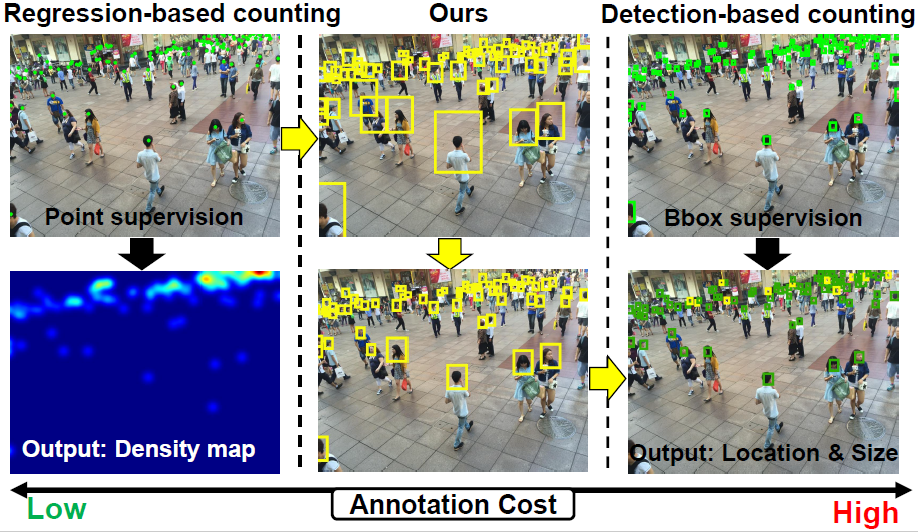 Regression-based counting
Ours
Detection-based counting
Point supervision
Bbox supervision
Output: Density map
Output: Location & Size
Low
Annotation Cost
High